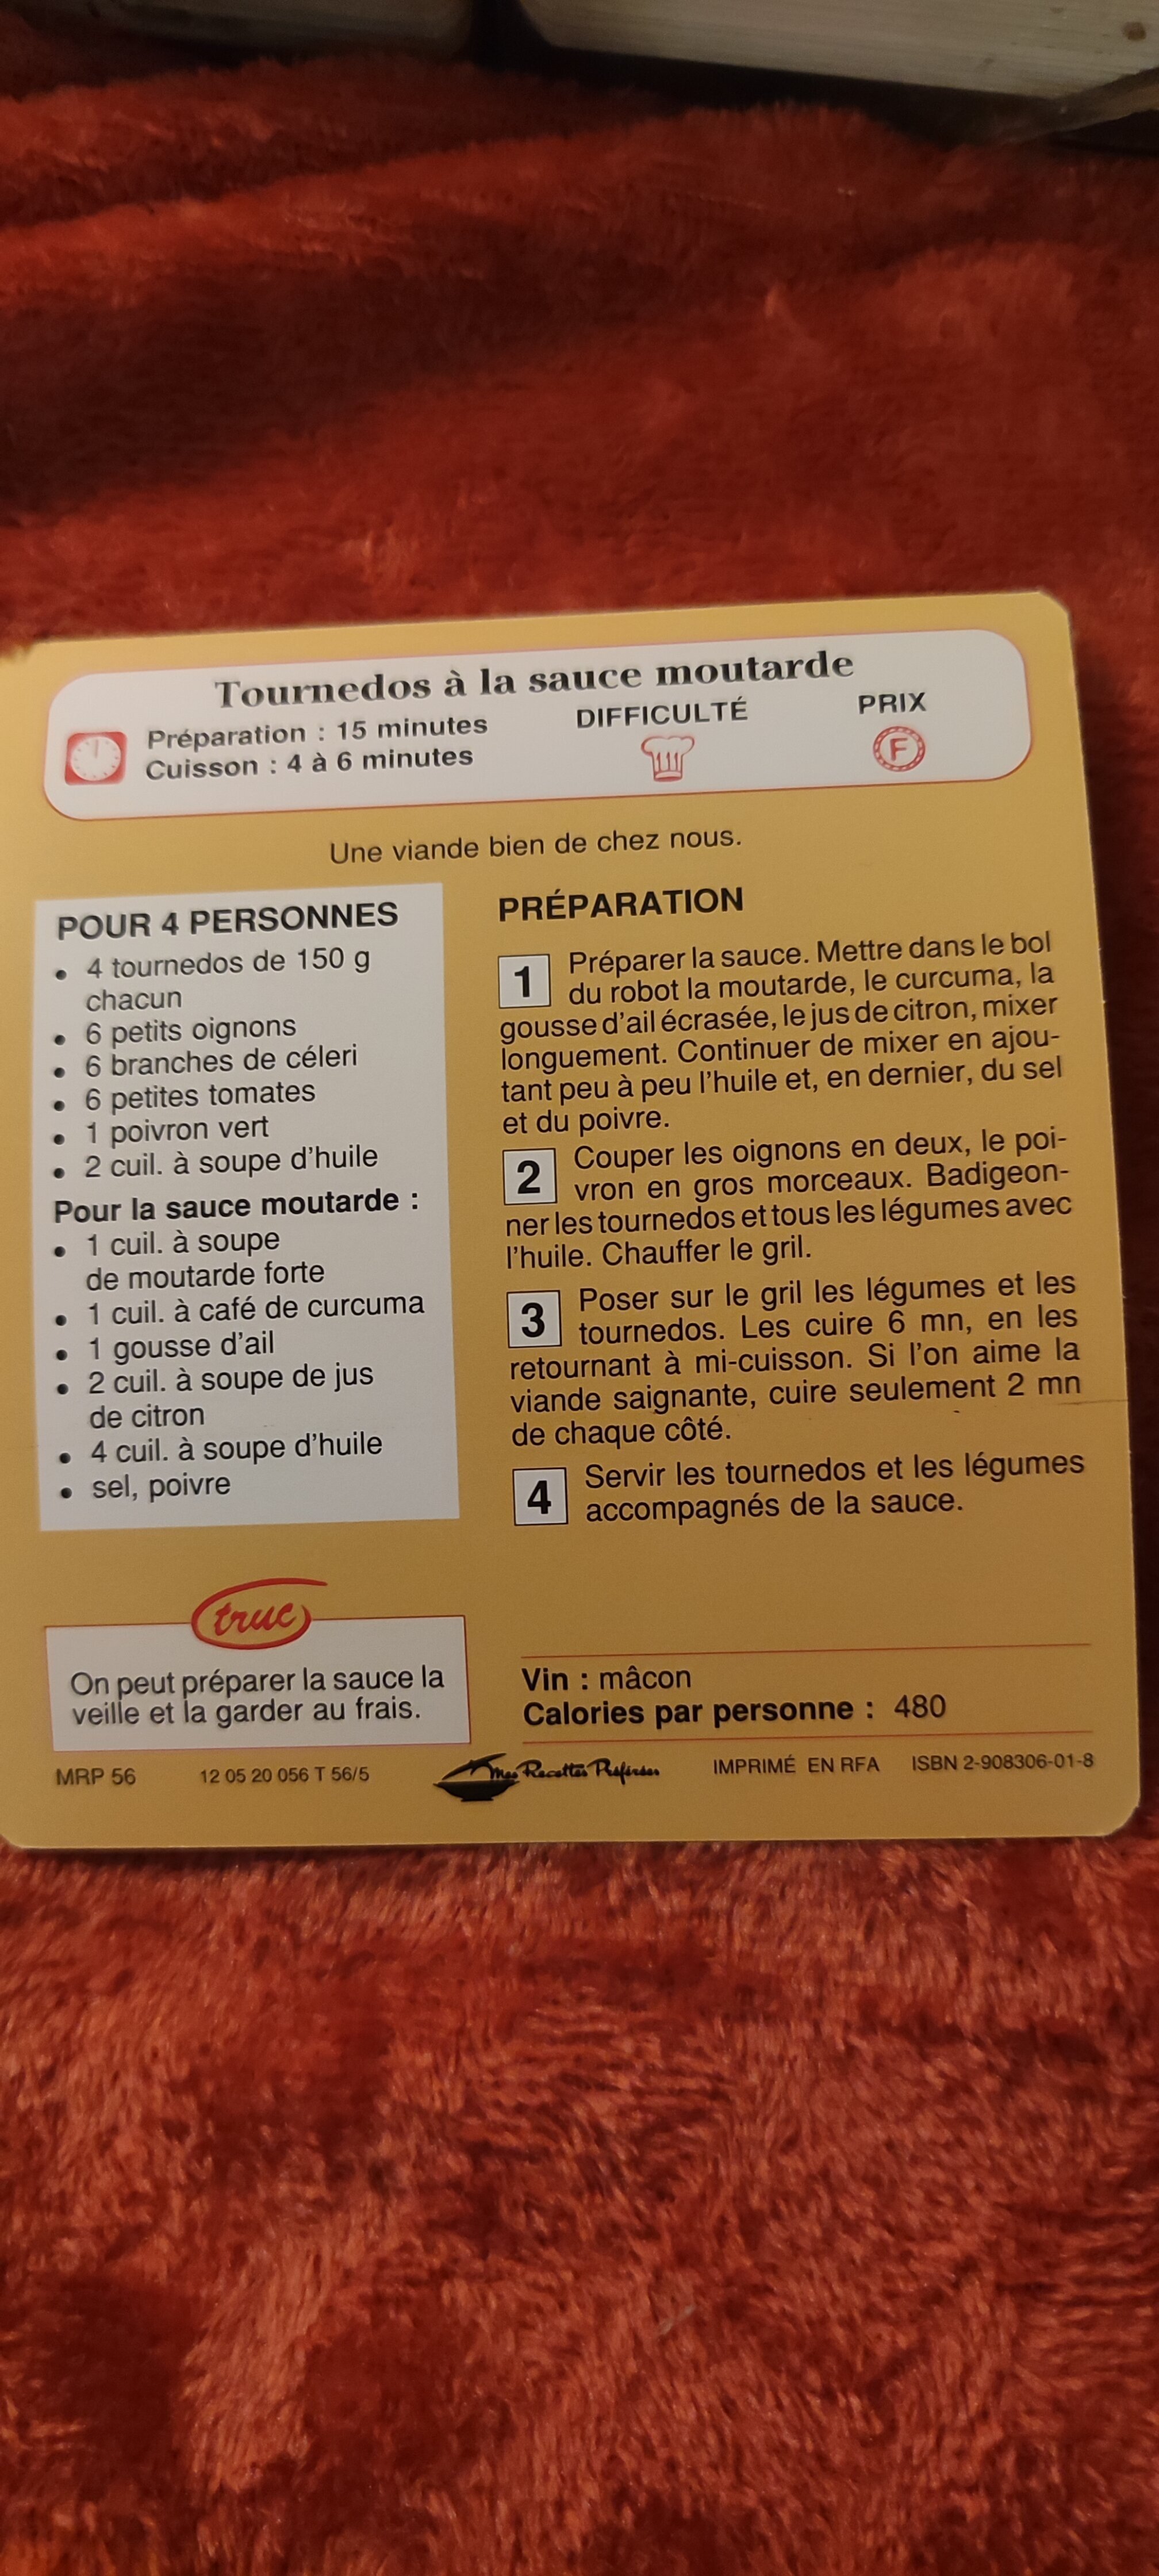 Tournedos à la sauce moutarde
Préparation : 15 minutes
Cuisson : 4 à 6 minutes
DIFFICULTÉ
PRIX
F
Une viande bien de chez nous.
POUR 4 PERSONNES
• 4 tournedos de 150 g
chacun
• 6 petits oignons
• 6 branches de céleri
• 6 petites tomates
• 1 poivron vert
• 2 cuil. à soupe d'huile
Pour la sauce moutarde :
• 1 cuil. à soupe
de moutarde forte
• 1 cuil. à café de curcuma
• 1 gousse d'ail
• 2 cuil. à soupe de jus
de citron
• 4 cuil. à soupe d'huile
• sel, poivre
PRÉPARATION
1 Préparer la sauce. Mettre dans le bol
du robot la moutarde, le curcuma, la
gousse d'ail écrasée, le jus de citron, mixer
longuement. Continuer de mixer en ajou-
tant peu à peu l'huile et, en dernier, du sel
et du poivre.
2 Couper les oignons en deux, le poi-
vron en gros morceaux. Badigeon-
ner les tournedos et tous les légumes avec
l'huile. Chauffer le gril.
3 Poser sur le gril les légumes et les
tournedos. Les cuire 6 mn, en les
retournant à mi-cuisson. Si l'on aime la
viande saignante, cuire seulement 2 mn
de chaque côté.
4 Servir les tournedos et les légumes
accompagnés de la sauce.
truc
On peut préparer la sauce la
veille et la garder au frais.
Vin : mâcon
Calories par personne : 480
MRP 56
12 05 20 056 T 56/5
Mes Recettes Préférées
IMPRIMÉ EN RFA
ISBN 2-908306-01-8